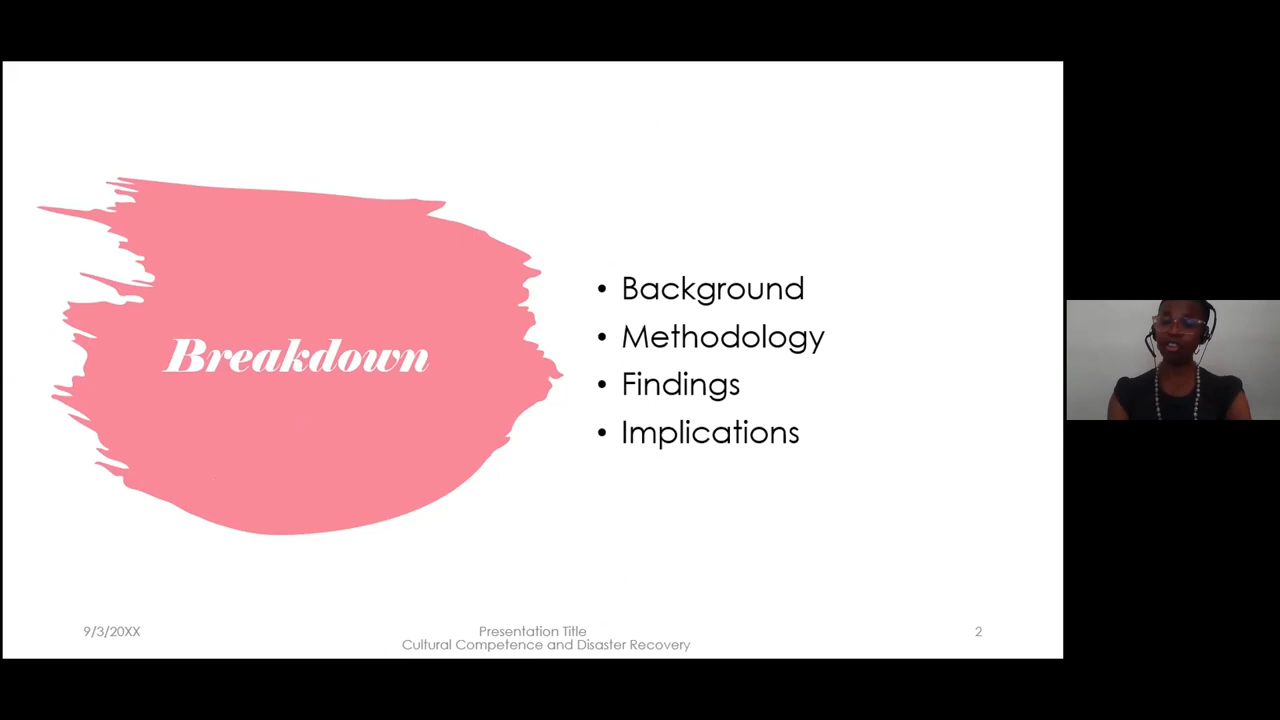 Breakdown
• Background
• Methodology
• Findings
• Implications
9/3/20XX
Presentation Title
Cultural Competence and Disaster Recovery
2